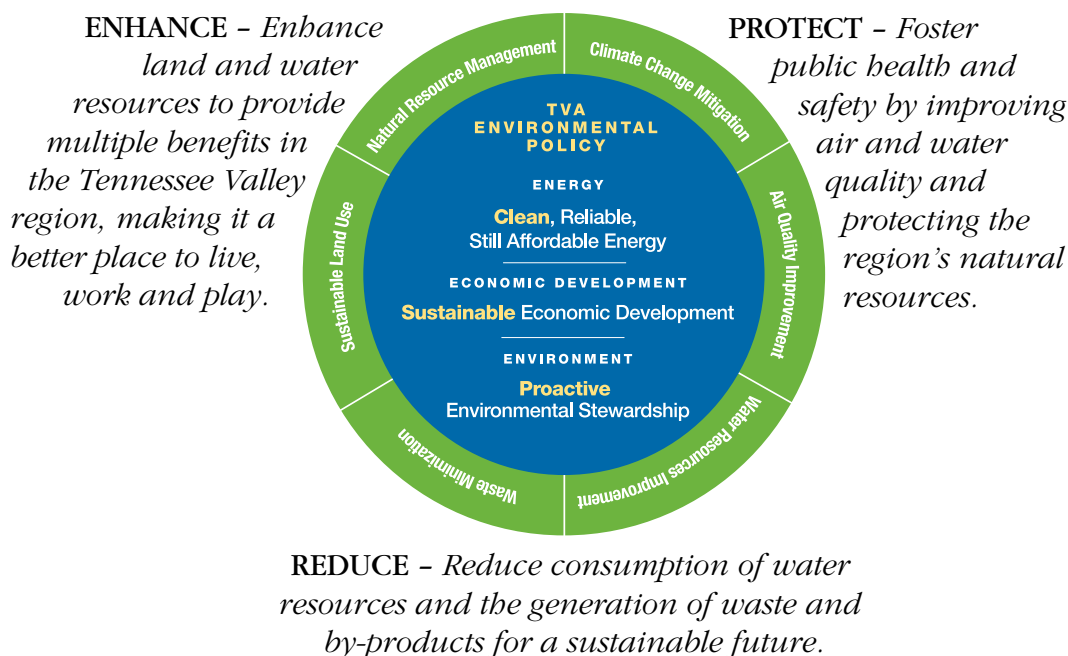 ENHANCE – Enhance
land and water
resources to provide
multiple benefits in
the Tennessee Valley
region, making it a
better place to live,
work and play.
PROTECT – Foster
public health and
safety by improving
air and water
quality and
protecting the
region's natural
resources.
Natural Resource Management
Climate Change Mitigation
Air Quality Improvement
Water Resources Improvement
Waste Minimization
Sustainable Land Use
TVA
ENVIRONMENTAL
POLICY
ENERGY
Clean, Reliable,
Still Affordable Energy
ECONOMIC DEVELOPMENT
Sustainable Economic Development
ENVIRONMENT
Proactive
Environmental Stewardship
REDUCE – Reduce consumption of water
resources and the generation of waste and
by-products for a sustainable future.